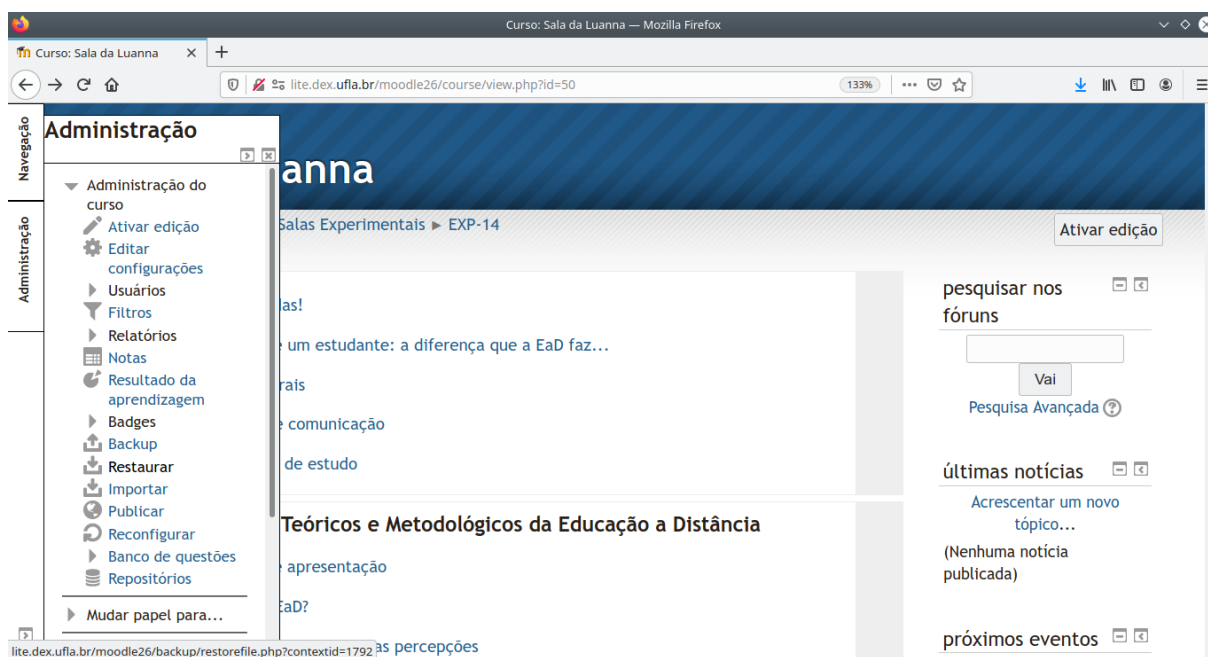 Curso: Sala da Luanna — Mozilla Firefox
Curso: Sala da Luanna
lite.dex.ufla.br/moodle26/course/view.php?id=50
133%
Navegação
Administração
Administração
Administração do
curso
Ativar edição
Editar
configurações
Usuários
Filtros
Relatórios
Notas
Resultado da
aprendizagem
Badges
Backup
Restaurar
Importar
Publicar
Reconfigurar
Banco de questões
Repositórios
Mudar papel para...
anna
Salas Experimentais ► EXP-14
Ativar edição
das!
um estudante: a diferença que a EaD faz...
rais
comunicação
de estudo
Teóricos e Metodológicos da Educação a Distância
apresentação
EaD?
as percepções
pesquisar nos
fóruns
Vai
Pesquisa Avançada
últimas notícias
Acrescentar um novo
tópico...
(Nenhuma notícia
publicada)
próximos eventos
lite.dex.ufla.br/moodle26/backup/restorefile.php?contextid=1792